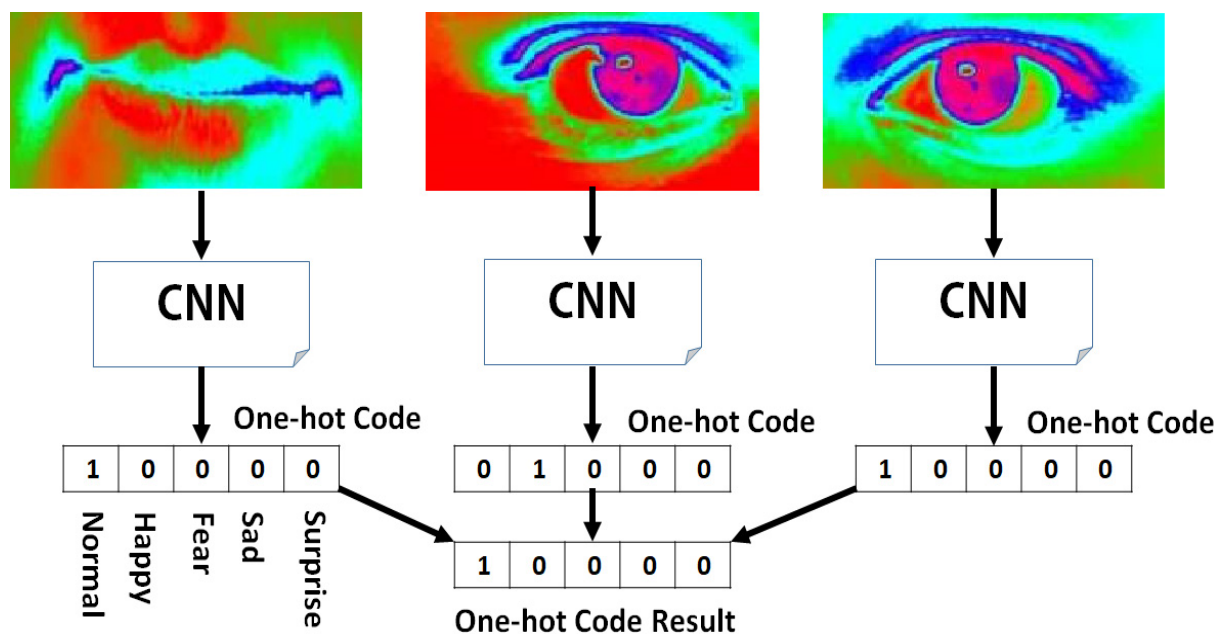 CNN
CNN
CNN
One-hot Code
One-hot Code
One-hot Code
1 0 0 0 0
0 1 0 0 0
1 0 0 0 0
Normal
Happy
Fear
Sad
Surprise
1 0 0 0 0
One-hot Code Result